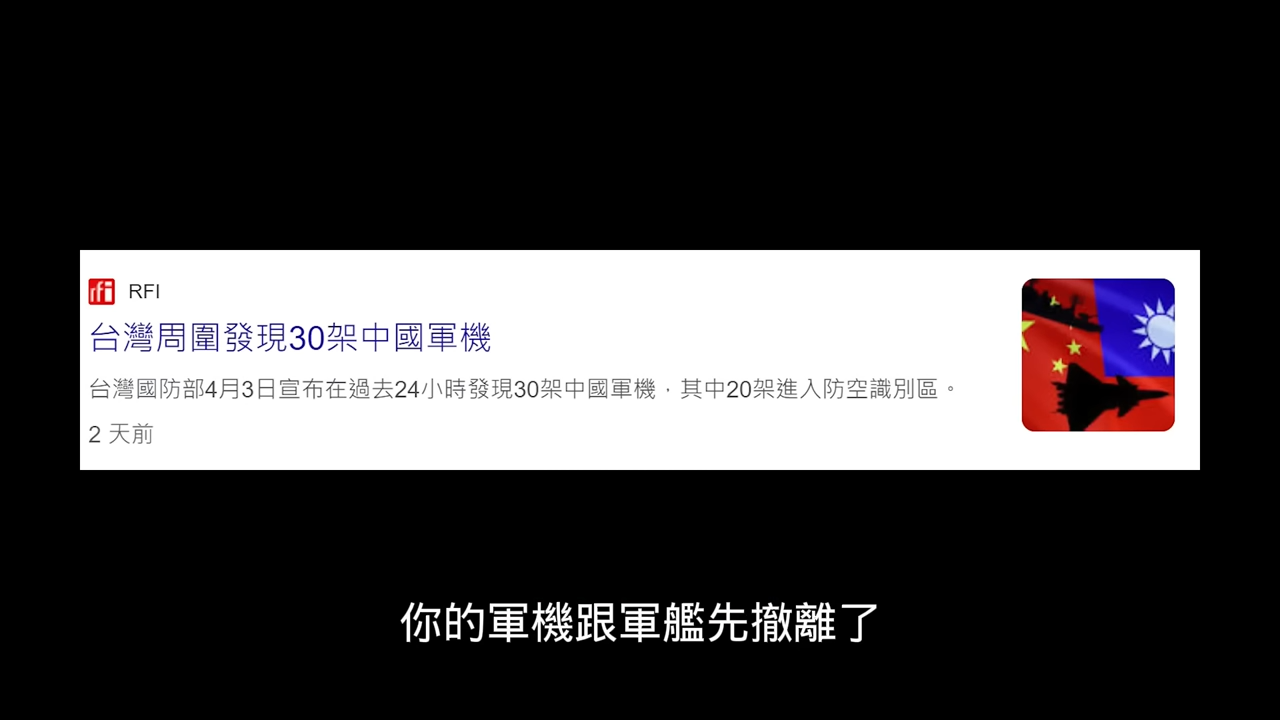 rfi RFI
台灣周圍發現30架中國軍機
台灣國防部4月3日宣布在過去24小時發現30架中國軍機，其中20架進入防空識別區。
2 天前
你的軍機跟軍艦先撤離了